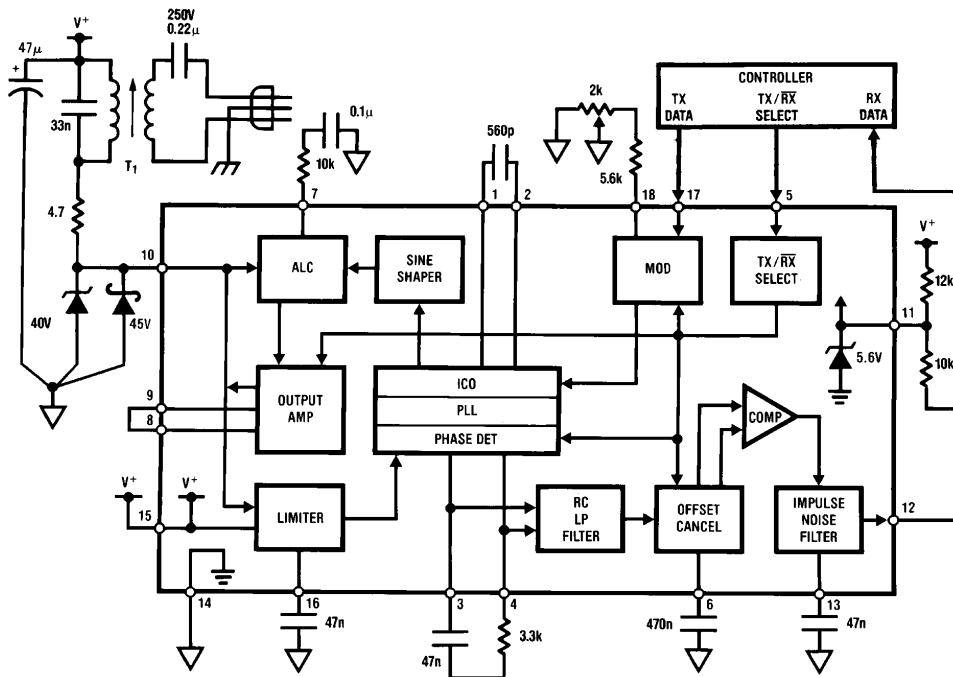 V+
47μ
+
33n
T1
250V
0.22μ
0.1μ
10k
7
560p
1
2
2k
5.6k
18
17
5
CONTROLLER
TX
DATA
TX/R̅X̅
SELECT
RX
DATA
4.7
10
40V
45V
ALC
SINE
SHAPER
MOD
TX/R̅X̅
SELECT
V+
12k
11
10k
5.6V
9
8
OUTPUT
AMP
ICO
PLL
PHASE DET
COMP
V+
V+
15
LIMITER
RC
LP
FILTER
OFFSET
CANCEL
IMPULSE
NOISE
FILTER
12
14
16
47n
3
47n
4
3.3k
6
470n
13
47n